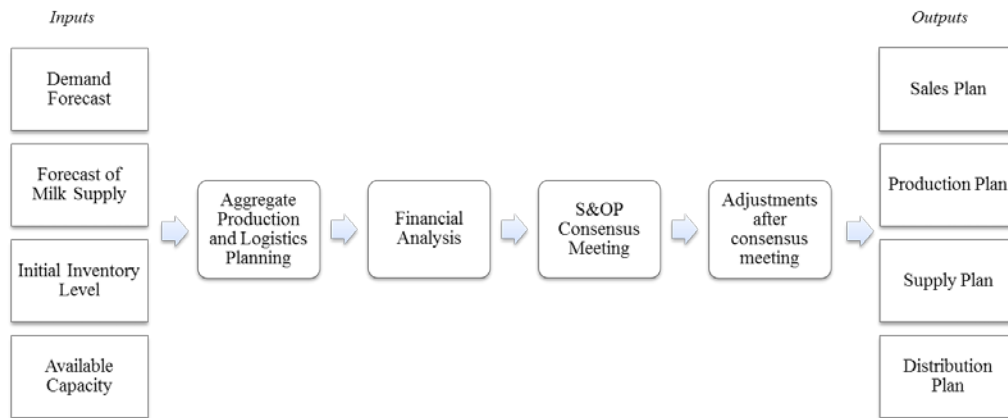 Inputs
Demand
Forecast
Forecast of
Milk Supply
Initial Inventory
Level
Available
Capacity
Aggregate
Production
and Logistics
Planning
Financial
Analysis
S&OP
Consensus
Meeting
Adjustments
after
consensus
meeting
Outputs
Sales Plan
Production Plan
Supply Plan
Distribution
Plan